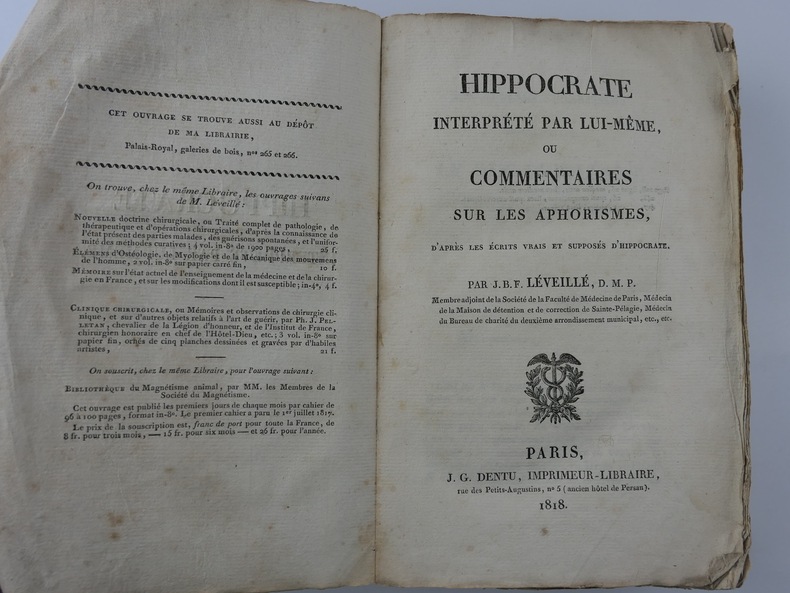 CET OUVRAGE SE TROUVE AUSSI AU DÉPÔT
DE MA LIBRAIRIE,
Palais-Royal, galeries de bois, nos 265 et 266.
On trouve, chez le même Libraire, les ouvrages suivans
de M. Léveillé :
NOUVELLE doctrine chirurgicale, ou Traité complet de pathologie, de
thérapeutique et d'opérations chirurgicales, d'après la connaissance de
l'état présent des parties malades, des guérisons spontanées, et l'unifor-
mité des méthodes curatives ; 4 vol. in-8° de 1900 pages, 25 f.
ÉLÉMENS d'Ostéologie, de Myologie et de la Mécanique des mouvemens
de l'homme, 2 vol. in-8° sur papier carré fin, 10 f.
MÉMOIRE sur l'état actuel de l'enseignement de la médecine et de la chirur-
gie en France, et sur les modifications dont il est susceptible ; in-4°, 4 f.
CLINIQUE CHIRURGICALE, ou Mémoires et observations de chirurgie cli-
nique, et sur d'autres objets relatifs à l'art de guérir, par Ph. J. PEL-
LETAN, chevalier de la Légion d'honneur, et de l'Institut de France,
chirurgien honoraire en chef de l'Hôtel-Dieu, etc. ; 3 vol. in-8° sur
papier fin, ornés de cinq planches dessinées et gravées par d'habiles
artistes, 21 f.
On souscrit, chez le même Libraire, pour l'ouvrage suivant :
BIBLIOTHÈQUE du Magnétisme animal, par MM. les Membres de la
Société du Magnétisme.
Cet ouvrage est publié les premiers jours de chaque mois par cahier de
96 à 100 pages, format in-8°. Le premier cahier a paru le 1er juillet 1817.
Le prix de la souscription est, franc de port pour toute la France, de
8 fr. pour trois mois, — 15 fr. pour six mois — et 26 fr. pour l'année.
HIPPOCRATE
INTERPRÉTÉ PAR LUI-MÊME,
OU
COMMENTAIRES
SUR LES APHORISMES,
D'APRÈS LES ÉCRITS VRAIS ET SUPPOSÉS D'HIPPOCRATE.
PAR J.B.F. LÉVEILLÉ, D. M. P.
Membre adjoint de la Société de la Faculté de Médecine de Paris, Médecin
de la Maison de détention et de correction de Sainte-Pélagie, Médecin
du Bureau de charité du deuxième arrondissement municipal, etc., etc.
PARIS,
J. G. DENTU, IMPRIMEUR-LIBRAIRE,
rue des Petits-Augustins, n° 5 (ancien hôtel de Persan).
1818.